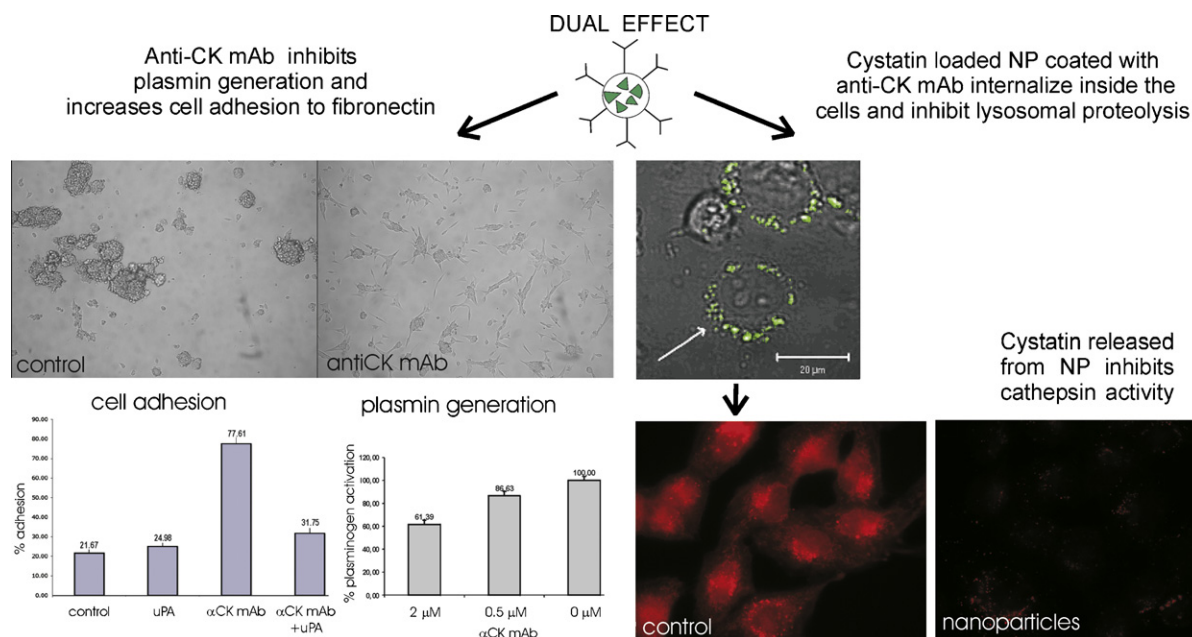 DUAL EFFECT
Anti-CK mAb inhibits
plasmin generation and
increases cell adhesion to fibronectin
Cystatin loaded NP coated with
anti-CK mAb internalize inside the
cells and inhibit lysosomal proteolysis
control
antiCK mAb
20 µm
Cystatin released
from NP inhibits
cathepsin activity
cell adhesion
% adhesion
90.00
80.00
70.00
60.00
50.00
40.00
30.00
20.00
10.00
0.00
21.67
24.98
77.61
31.75
control
uPA
αCK mAb
αCK mAb
+uPA
plasmin generation
% plasminogen activation
120,00
100,00
80,00
60,00
40,00
20,00
0,00
61,39
86,63
100,00
2 µM
0.5 µM
0 µM
αCK mAb
control
nanoparticles